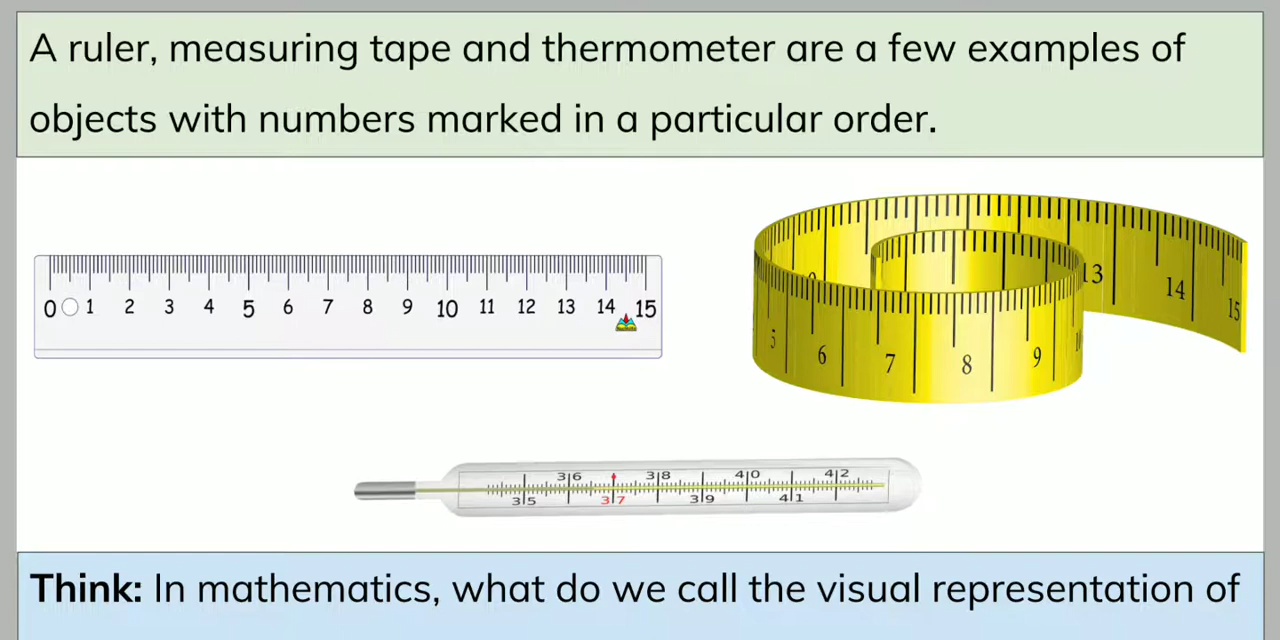 A ruler, measuring tape and thermometer are a few examples of
objects with numbers marked in a particular order.
0 1 2 3 4 5 6 7 8 9 10 11 12 13 14 15
13 14 15
5 6 7 8 9
36 38 40 42
35 37 39 41
Think: In mathematics, what do we call the visual representation of